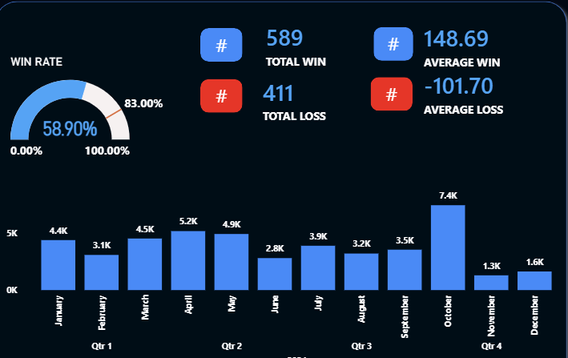 # 589 # 148.69
TOTAL WIN AVERAGE WIN
WIN RATE
# 411 # -101.70
TOTAL LOSS AVERAGE LOSS
83.00%
58.90%
0.00% 100.00%
7.4K
5.2K
4.9K
4.4K 4.5K
3.9K
3.5K
3.1K 3.2K
2.8K
1.6K
1.3K
5K
0K
January February March April May June July August September October November December
Qtr 1 Qtr 2 Qtr 3 Qtr 4